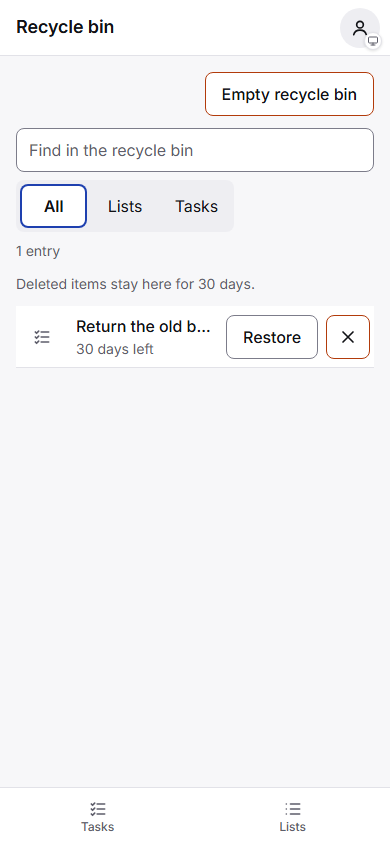 Recycle bin
Empty recycle bin
Find in the recycle bin
All
Lists
Tasks
1 entry
Deleted items stay here for 30 days.
Return the old b...
30 days left
Restore
Tasks
Lists